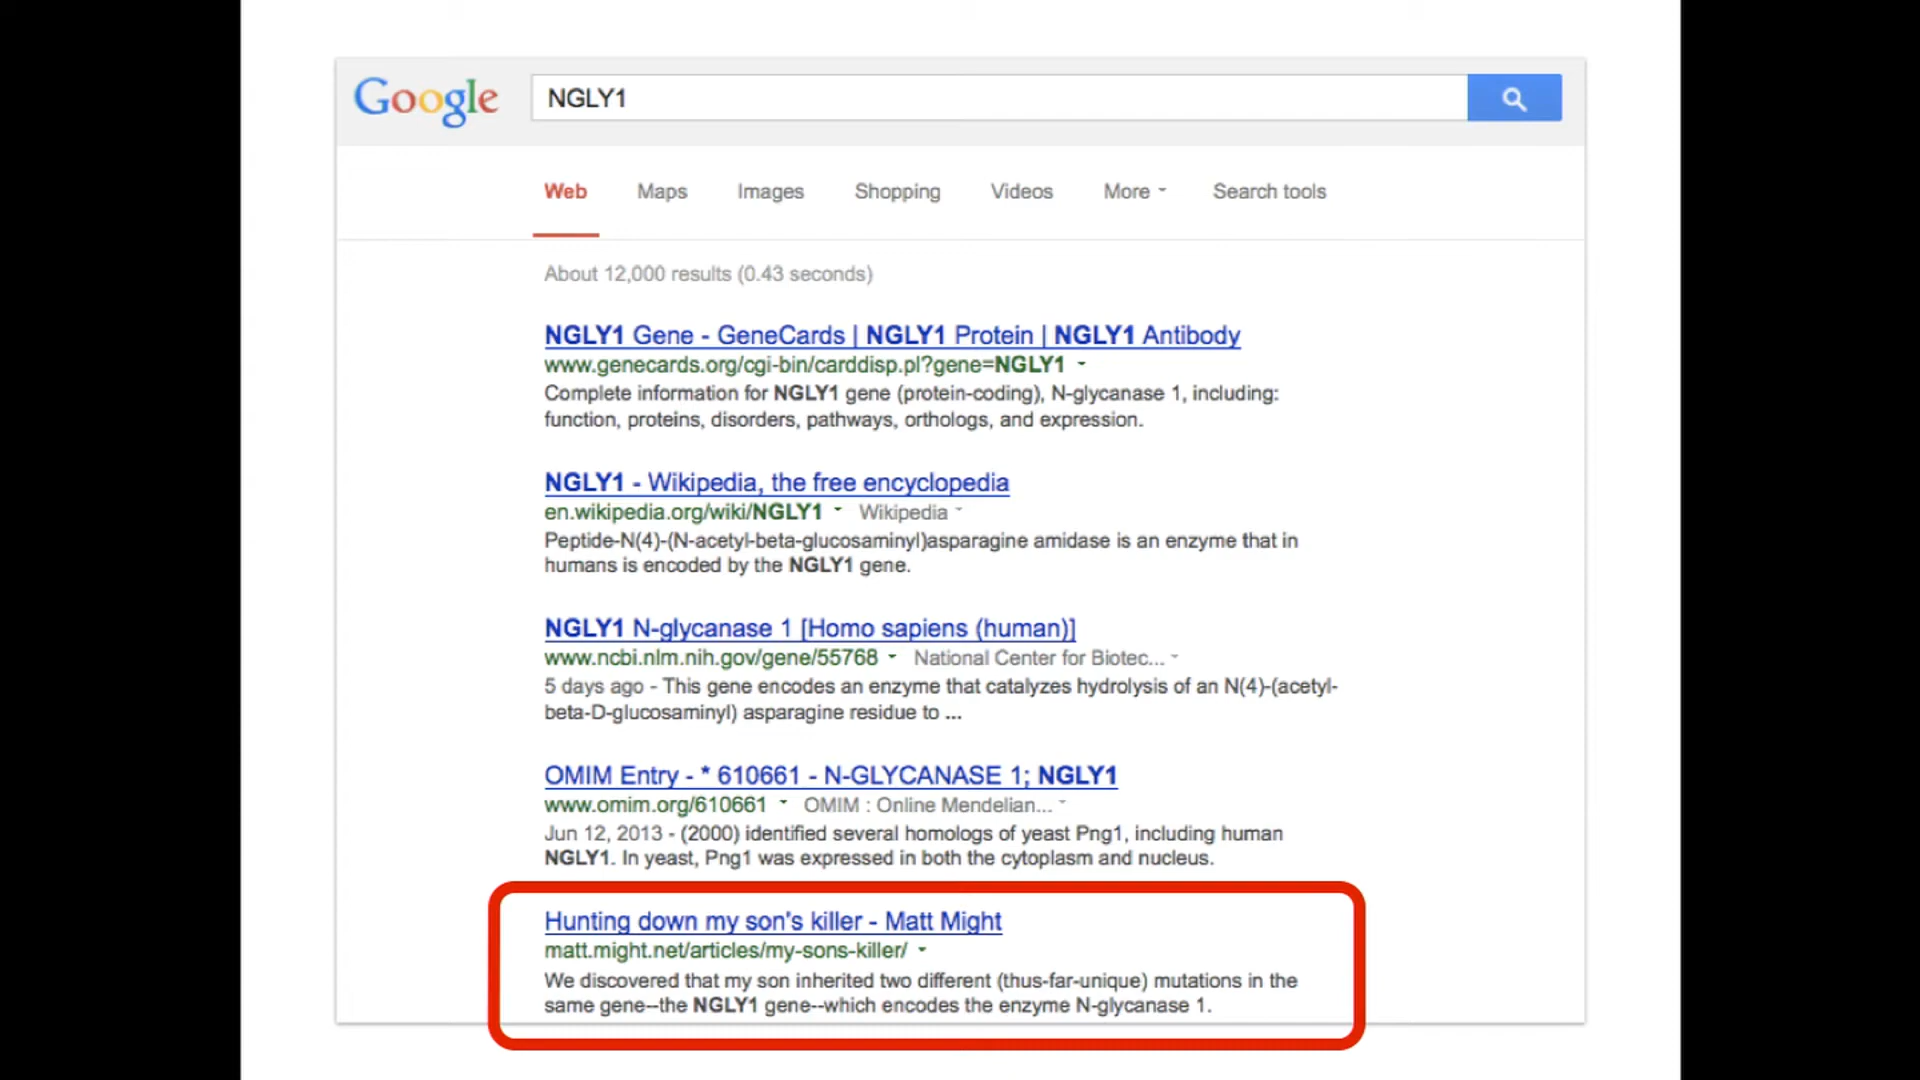 Google
NGLY1
Web Maps Images Shopping Videos More Search tools
About 12,000 results (0.43 seconds)
NGLY1 Gene - GeneCards | NGLY1 Protein | NGLY1 Antibody
www.genecards.org/cgi-bin/carddisp.pl?gene=NGLY1
Complete information for NGLY1 gene (protein-coding), N-glycanase 1, including:
function, proteins, disorders, pathways, orthologs, and expression.
NGLY1 - Wikipedia, the free encyclopedia
en.wikipedia.org/wiki/NGLY1 Wikipedia
Peptide-N(4)-(N-acetyl-beta-glucosaminyl)asparagine amidase is an enzyme that in
humans is encoded by the NGLY1 gene.
NGLY1 N-glycanase 1 [Homo sapiens (human)]
www.ncbi.nlm.nih.gov/gene/55768 National Center for Biotec...
5 days ago - This gene encodes an enzyme that catalyzes hydrolysis of an N(4)-(acetyl-
beta-D-glucosaminyl) asparagine residue to ...
OMIM Entry - * 610661 - N-GLYCANASE 1; NGLY1
www.omim.org/610661 OMIM : Online Mendelian...
Jun 12, 2013 - (2000) identified several homologs of yeast Png1, including human
NGLY1. In yeast, Png1 was expressed in both the cytoplasm and nucleus.
Hunting down my son's killer - Matt Might
matt.might.net/articles/my-sons-killer/
We discovered that my son inherited two different (thus-far-unique) mutations in the
same gene--the NGLY1 gene--which encodes the enzyme N-glycanase 1.